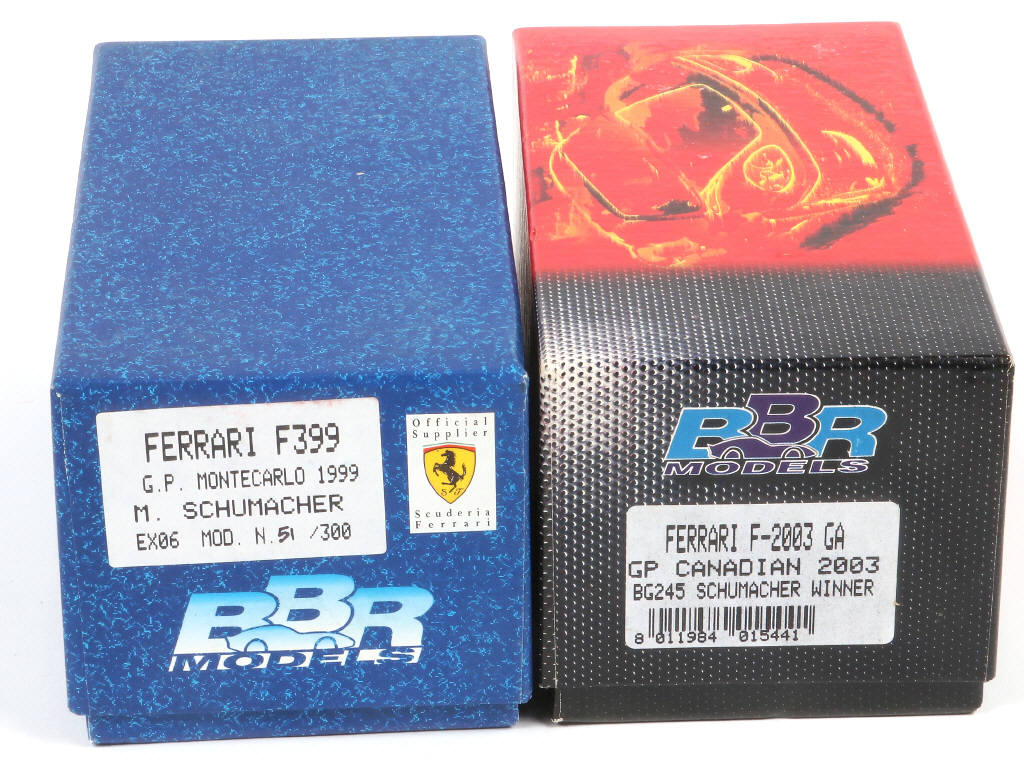 FERRARI F399
G.P. MONTECARLO 1999
M. SCHUMACHER
EX06 MOD. N.51 /300
Official
Supplier
S F
Scuderia
Ferrari
BBR
MODELS
BBR
MODELS
FERRARI F-2003 GA
GP CANADIAN 2003
BG245 SCHUMACHER WINNER
8 011984 015441